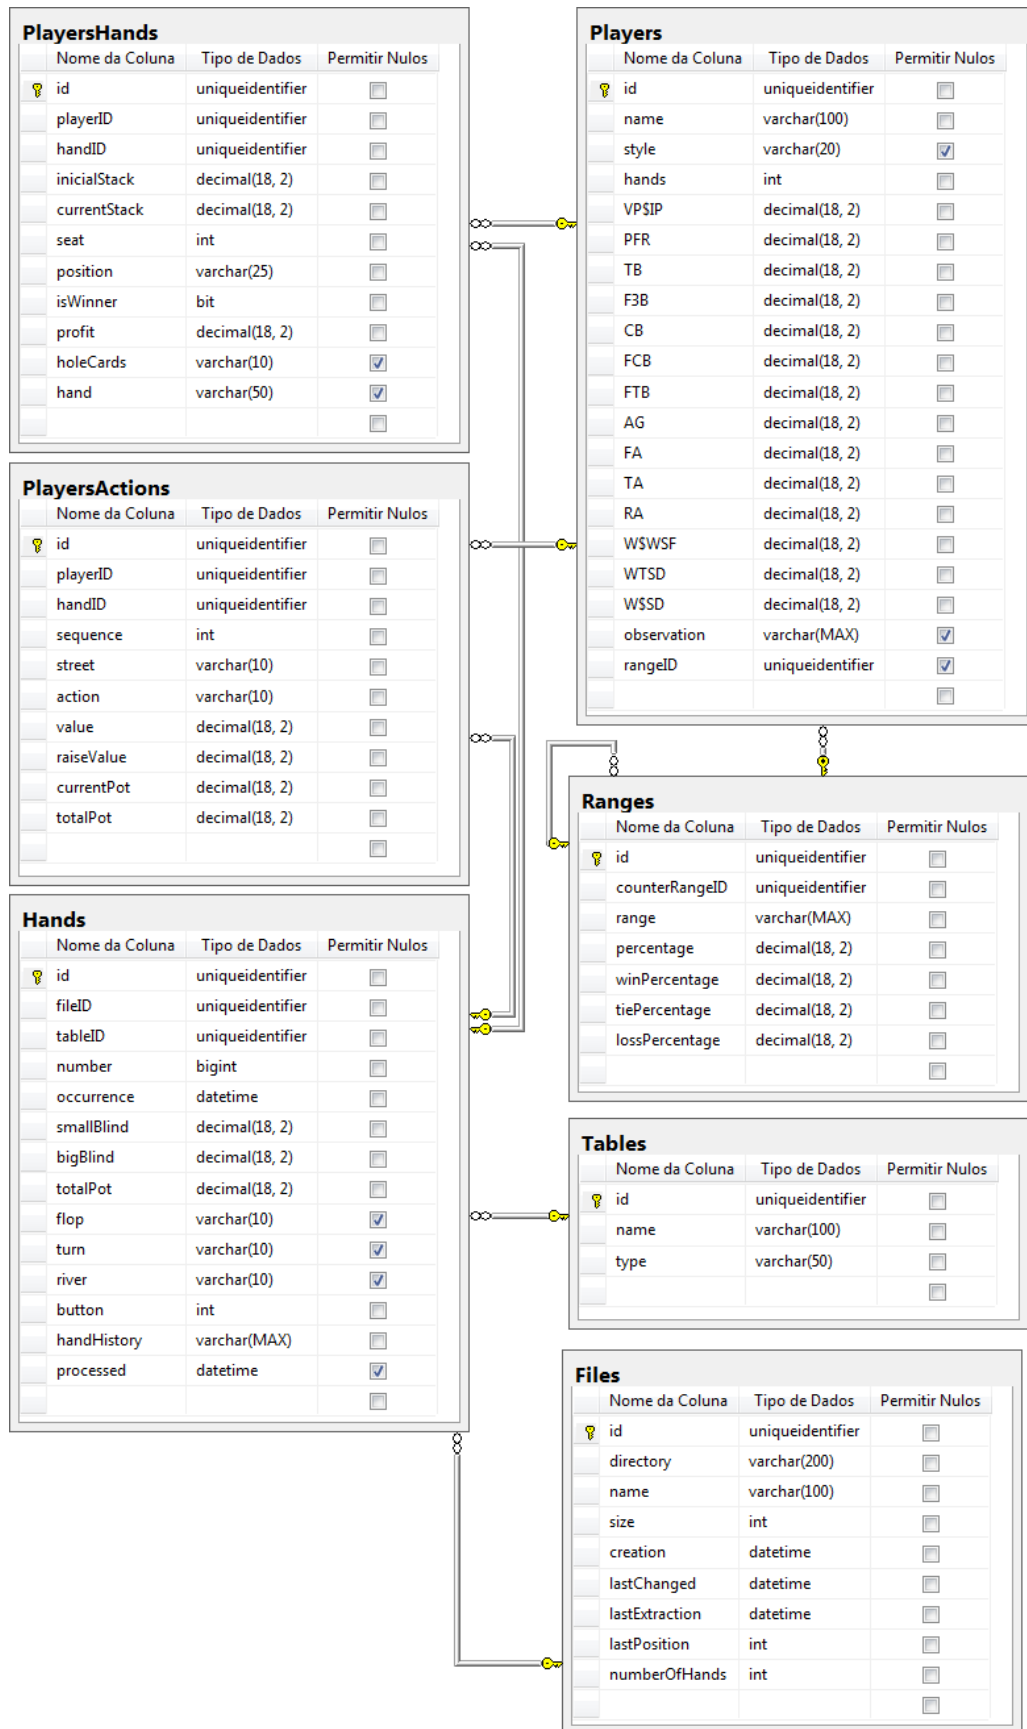 PlayersHands
Nome da Coluna Tipo de Dados Permitir Nulos
id uniqueidentifier
playerID uniqueidentifier
handID uniqueidentifier
inicialStack decimal(18, 2)
currentStack decimal(18, 2)
seat int
position varchar(25)
isWinner bit
profit decimal(18, 2)
holeCards varchar(10)
hand varchar(50)
Players
Nome da Coluna Tipo de Dados Permitir Nulos
id uniqueidentifier
name varchar(100)
style varchar(20)
hands int
VP$IP decimal(18, 2)
PFR decimal(18, 2)
TB decimal(18, 2)
F3B decimal(18, 2)
CB decimal(18, 2)
FCB decimal(18, 2)
FTB decimal(18, 2)
AG decimal(18, 2)
FA decimal(18, 2)
TA decimal(18, 2)
RA decimal(18, 2)
W$WSF decimal(18, 2)
WTSD decimal(18, 2)
W$SD decimal(18, 2)
observation varchar(MAX)
rangeID uniqueidentifier
PlayersActions
Nome da Coluna Tipo de Dados Permitir Nulos
id uniqueidentifier
playerID uniqueidentifier
handID uniqueidentifier
sequence int
street varchar(10)
action varchar(10)
value decimal(18, 2)
raiseValue decimal(18, 2)
currentPot decimal(18, 2)
totalPot decimal(18, 2)
Ranges
Nome da Coluna Tipo de Dados Permitir Nulos
id uniqueidentifier
counterRangeID uniqueidentifier
range varchar(MAX)
percentage decimal(18, 2)
winPercentage decimal(18, 2)
tiePercentage decimal(18, 2)
lossPercentage decimal(18, 2)
Hands
Nome da Coluna Tipo de Dados Permitir Nulos
id uniqueidentifier
fileID uniqueidentifier
tableID uniqueidentifier
number bigint
occurrence datetime
smallBlind decimal(18, 2)
bigBlind decimal(18, 2)
totalPot decimal(18, 2)
flop varchar(10)
turn varchar(10)
river varchar(10)
button int
handHistory varchar(MAX)
processed datetime
Tables
Nome da Coluna Tipo de Dados Permitir Nulos
id uniqueidentifier
name varchar(100)
type varchar(50)
Files
Nome da Coluna Tipo de Dados Permitir Nulos
id uniqueidentifier
directory varchar(200)
name varchar(100)
size int
creation datetime
lastChanged datetime
lastExtraction datetime
lastPosition int
numberOfHands int